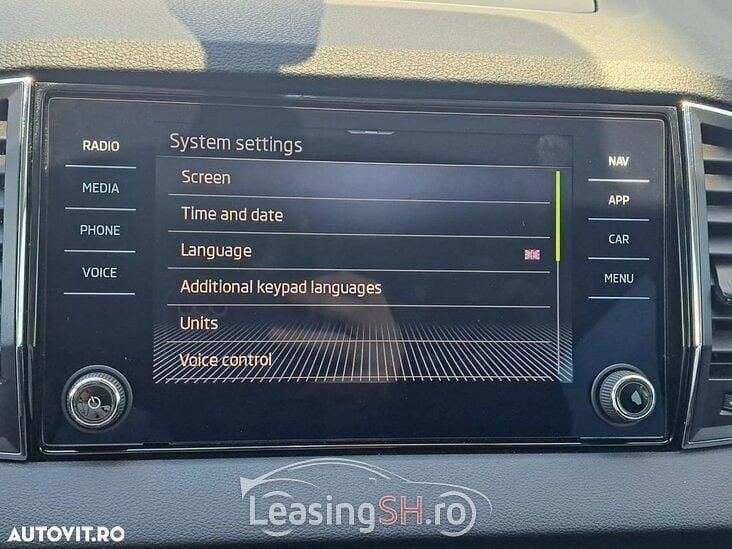 System settings
RADIO
MEDIA
PHONE
VOICE
Screen
Time and date
Language
Additional keypad languages
Units
Voice control
NAV
APP
CAR
MENU
LeasingSH.ro
AUTOVIT.RO